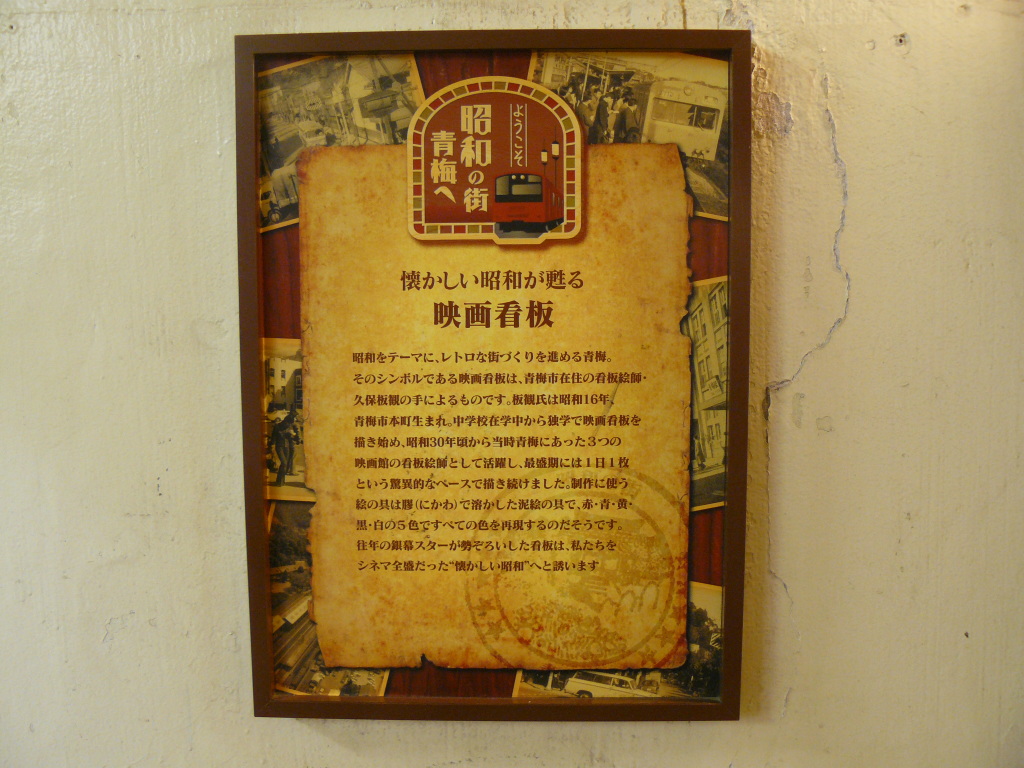 ようこそ
昭和の街
青梅へ
懐かしい昭和が甦る
映画看板
昭和をテーマに、レトロな街づくりを進める青梅。
そのシンボルである映画看板は、青梅市在住の看板絵師・
久保板観の手によるものです。板観氏は昭和16年、
青梅市本町生まれ。中学校在学中から独学で映画看板を
描き始め、昭和30年頃から当時青梅にあった3つの
映画館の看板絵師として活躍し、最盛期には1日1枚
という驚異的なペースで描き続けました。制作に使う
絵の具は膠(にかわ)で溶かした泥絵の具で、赤・青・黄・
黒・白の5色ですべての色を再現するのだそうです。
往年の銀幕スターが勢ぞろいした看板は、私たちを
シネマ全盛だった“懐かしい昭和”へと誘います